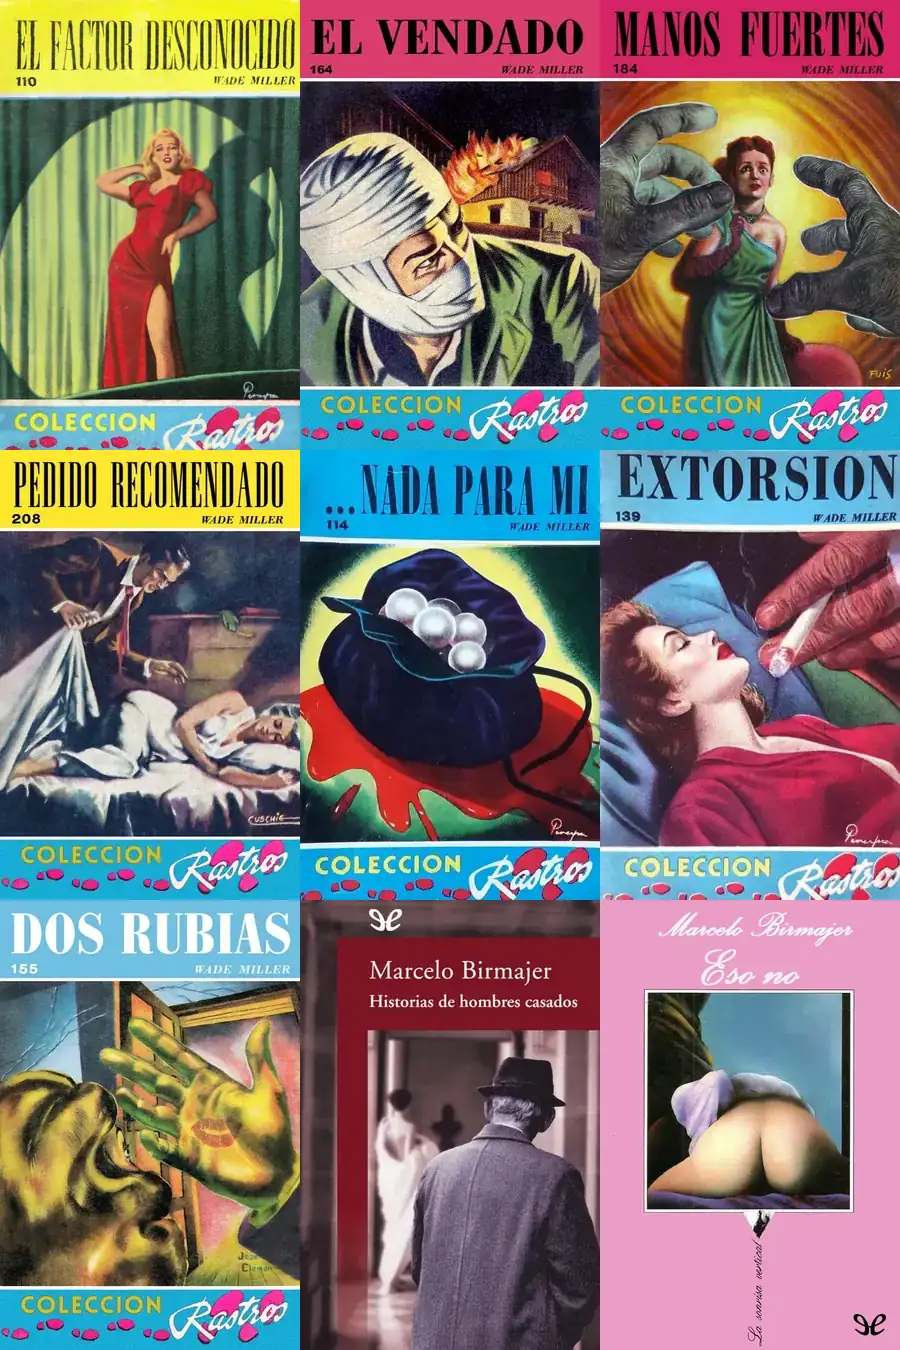 EL FACTOR DESCONOCIDO
110
WADE MILLER
COLECCION
Rastros
EL VENDADO
164
WADE MILLER
COLECCION
Rastros
MANOS FUERTES
184
WADE MILLER
FUIS
COLECCION
Rastros
PEDIDO RECOMENDADO
208
WADE MILLER
CUSCHIE
COLECCION
Rastros
...NADA PARA MI
114
WADE MILLER
COLECCION
Rastros
EXTORSION
139
WADE MILLER
COLECCION
Rastros
DOS RUBIAS
155
WADE MILLER
COLECCION
Rastros
Marcelo Birmajer
Historias de hombres casados
Marcelo Birmajer
Eso no
La sonrisa vertical